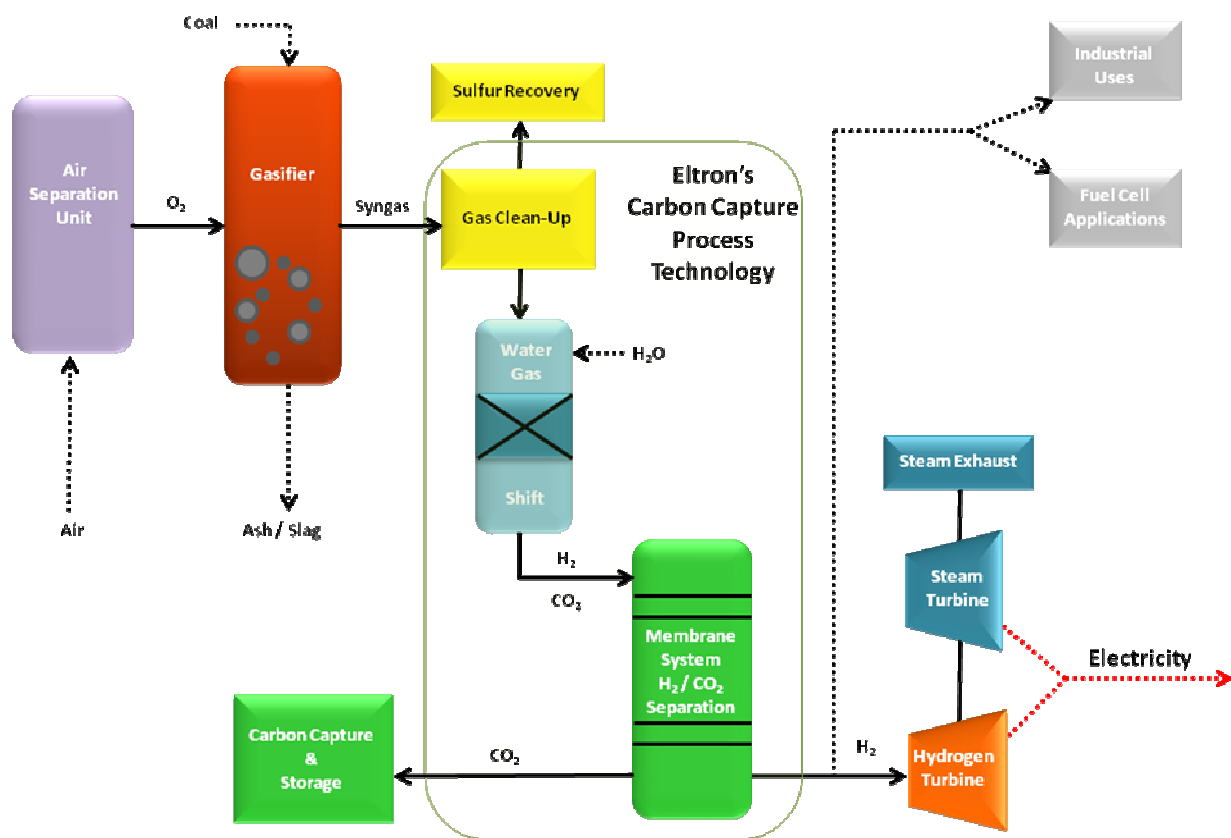 Coal
Industrial
Uses
Sulfur Recovery
Air
Separation
Unit
Gasifier
O₂
Syngas
Gas Clean-Up
Eltron's
Carbon Capture
Process
Technology
Fuel Cell
Applications
Water
Gas
H₂O
Shift
Air
Ash / Slag
Steam Exhaust
H₂
CO₂
Steam
Turbine
Membrane
System
H₂ / CO₂
Separation
Electricity
Carbon Capture
&
Storage
CO₂
H₂
Hydrogen
Turbine